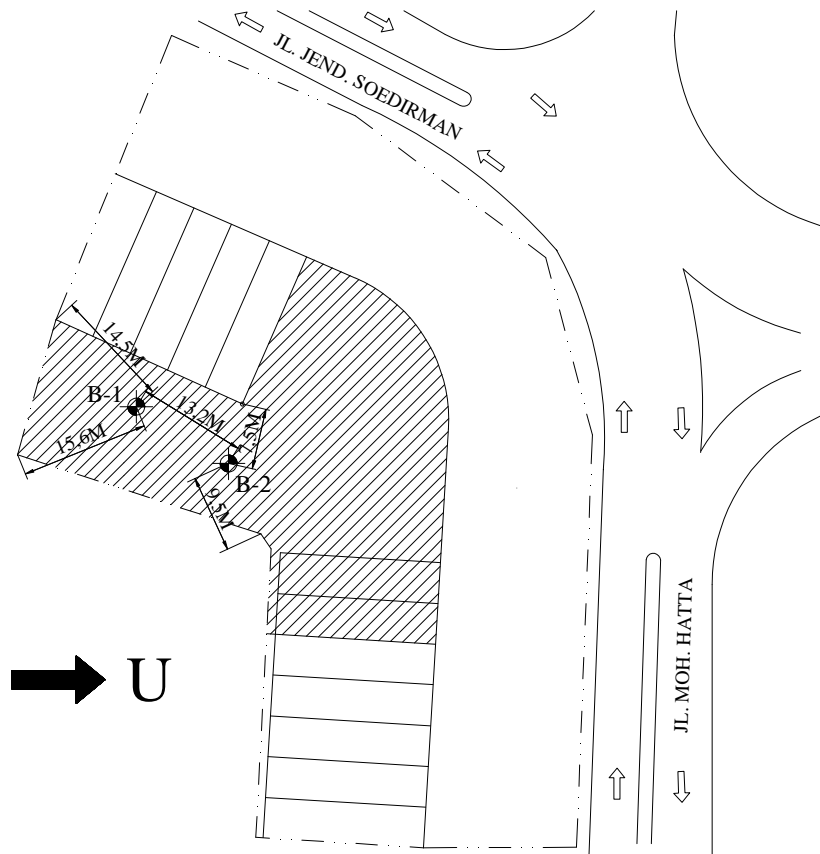 JL. JEND. SOEDIRMAN
14,5M
B-1
13,2M
15,6M
B-2
9,5M
U
JL. MOH. HATTA